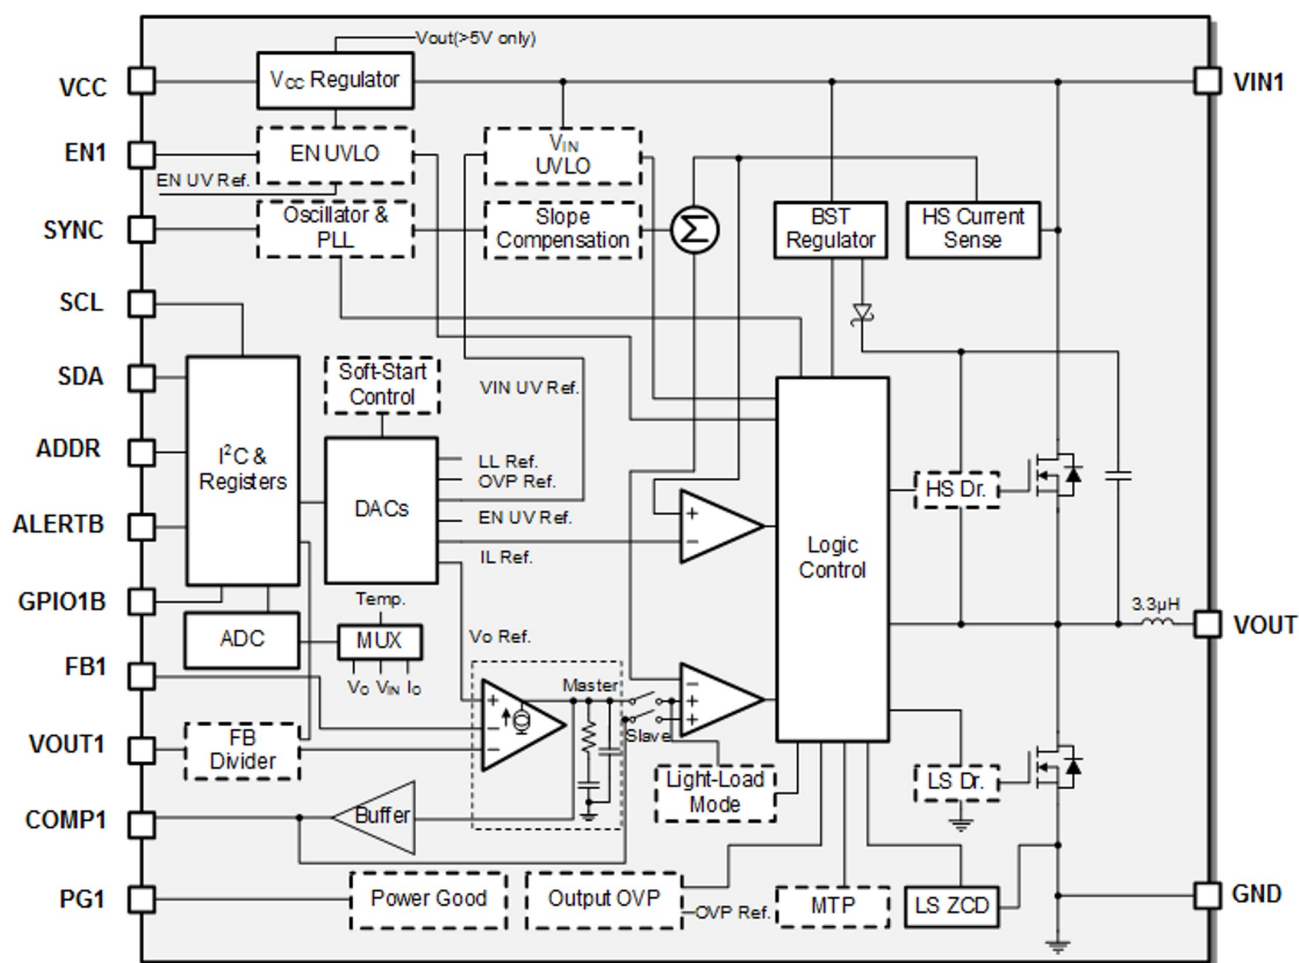 Vout(>5V only)
VCC
VCC Regulator
VIN1
EN1
EN UVLO
VIN
UVLO
EN UV Ref.
SYNC
Oscillator &
PLL
Slope
Compensation
Σ
BST
Regulator
HS Current
Sense
SCL
SDA
Soft-Start
Control
VIN UV Ref.
ADDR
I²C &
Registers
LL Ref.
OVP Ref.
DACs
EN UV Ref.
HS Dr.
ALERTB
IL Ref.
+
−
Logic
Control
GPIO1B
Temp.
3.3µH
ADC
MUX
Vo Ref.
VOUT
FB1
VO VIN IO
Master
+
−
−
−
+
+
Slave
VOUT1
FB
Divider
Light-Load
Mode
LS Dr.
COMP1
Buffer
PG1
Power Good
Output OVP
OVP Ref.
MTP
LS ZCD
GND